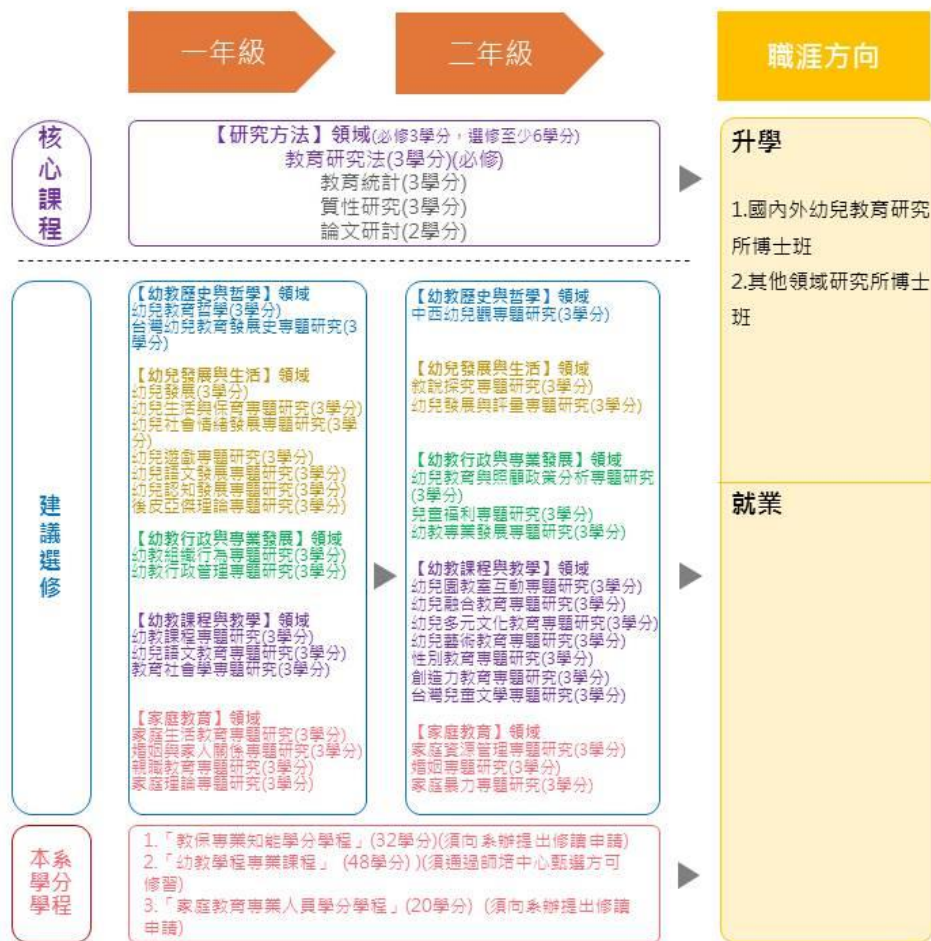 一年級
二年級
職涯方向
核心課程
【研究方法】領域(必修3學分，選修至少6學分)
教育研究法(3學分)(必修)
教育統計(3學分)
質性研究(3學分)
論文研討(2學分)
升學
1.國內外幼兒教育研究
所博士班
2.其他領域研究所博士
班
建議選修
【幼教歷史與哲學】領域
幼兒教育哲學(3學分)
台灣幼兒教育發展史專題研究(3
學分)
【幼兒發展與生活】領域
幼兒發展(3學分)
幼兒生活與保育專題研究(3學分)
幼兒社會情緒發展專題研究(3學
分)
幼兒遊戲專題研究(3學分)
幼兒語文發展專題研究(3學分)
幼兒認知發展專題研究(3學分)
後皮亞傑理論專題研究(3學分)
【幼教行政與專業發展】領域
幼教組織行為專題研究(3學分)
幼教行政管理專題研究(3學分)
【幼教課程與教學】領域
幼教課程專題研究(3學分)
幼兒語文教育專題研究(3學分)
教育社會學專題研究(3學分)
【家庭教育】領域
家庭生活教育專題研究(3學分)
婚姻與家人關係專題研究(3學分)
親職教育專題研究(3學分)
家庭理論專題研究(3學分)
【幼教歷史與哲學】領域
中西幼兒觀專題研究(3學分)
【幼兒發展與生活】領域
敘說探究專題研究(3學分)
幼兒發展與評量專題研究(3學分)
【幼教行政與專業發展】領域
幼兒教育與照顧政策分析專題研究
(3學分)
兒童福利專題研究(3學分)
幼教專業發展專題研究(3學分)
【幼教課程與教學】領域
幼兒園教室互動專題研究(3學分)
幼兒融合教育專題研究(3學分)
幼兒多元文化教育專題研究(3學分)
幼兒藝術教育專題研究(3學分)
性別教育專題研究(3學分)
創造力教育專題研究(3學分)
台灣兒童文學專題研究(3學分)
【家庭教育】領域
家庭資源管理專題研究(3學分)
婚姻專題研究(3學分)
家庭暴力專題研究(3學分)
就業
本系
學分
學程
1.「教保專業知能學分學程」(32學分)(須向系辦提出修讀申請)
2.「幼教學程專業課程」 (48學分) )(須通過師培中心甄選方可
修習)
3.「家庭教育專業人員學分學程」(20學分) (須向系辦提出修讀
申請)